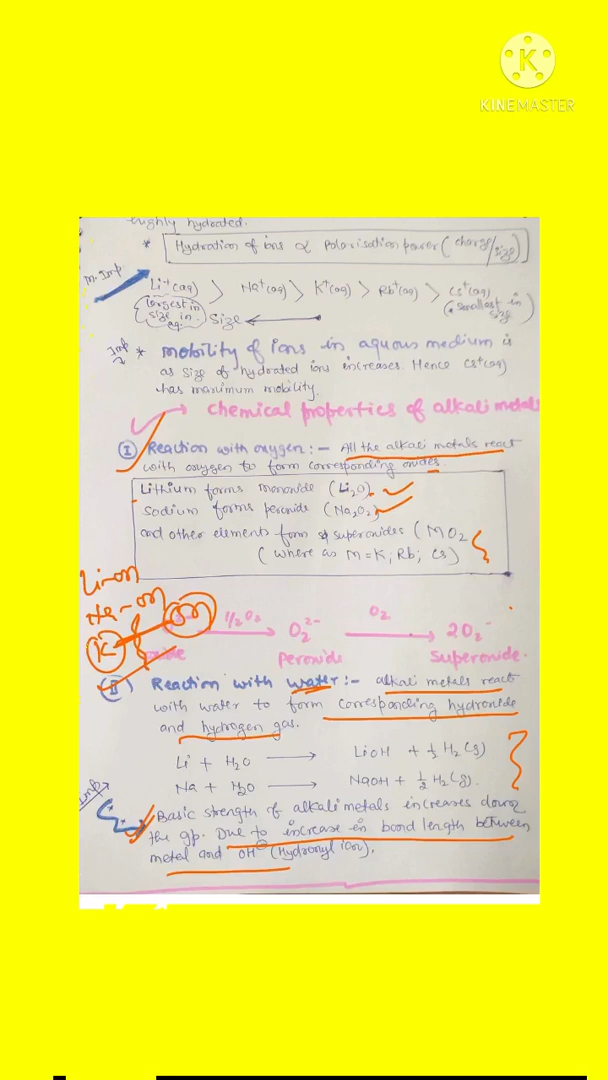 KINEMASTER
highly hydrated.
* Hydration of ions ∝ Polarisation power (charge/size)
M. Imp
Li+(aq) > Na+(aq) > K+(aq) > Rb+(aq) > Cs+(aq)
(largest in size in aq.) Size (smallest in size)
Imp * mobility of ions in aquous medium is
as size of hydrated ions increases. Hence Cs+(aq)
has maximum mobility.
chemical properties of alkali metals
(I) Reaction with oxygen:- All the alkali metals react
with oxygen to form corresponding oxides.
Lithium forms monoxide (Li2O).
Sodium forms peroxide (Na2O2)
and other elements form superoxides (MO2
(where as M = K, Rb, Cs)
Li-on
Na-on
K
½O2 → O2^2- O2 → 2O2^-
oxide Peroxide Superoxide.
(II) Reaction with water:- alkali metals react
with water to form corresponding hydroxide
and hydrogen gas.
Li + H2O → LiOH + ½ H2(g)
Na + H2O → NaOH + ½ H2(g).
Imp
Basic strength of alkali metals increases down
the gp. Due to increase in bond length between
metal and OH⊖ (Hydroxyl ion).